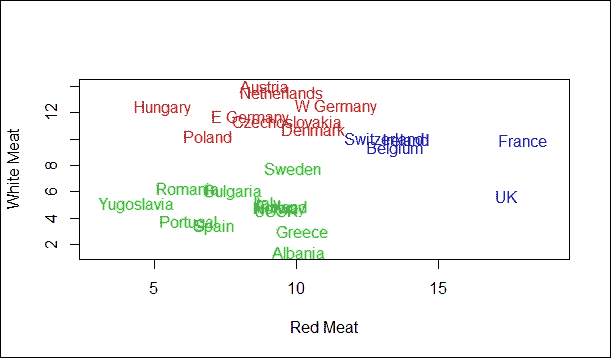 Austria
Netherlands
Hungary
W Germany
E Germany
Czechoslovakia
Denmark
Poland
Switzerland
Ireland
Belgium
France
Sweden
Romania
Bulgaria
UK
Yugoslavia
Italy
Portugal
Spain
Greece
Albania
White Meat
12
8
6
4
2
5
10
15
Red Meat